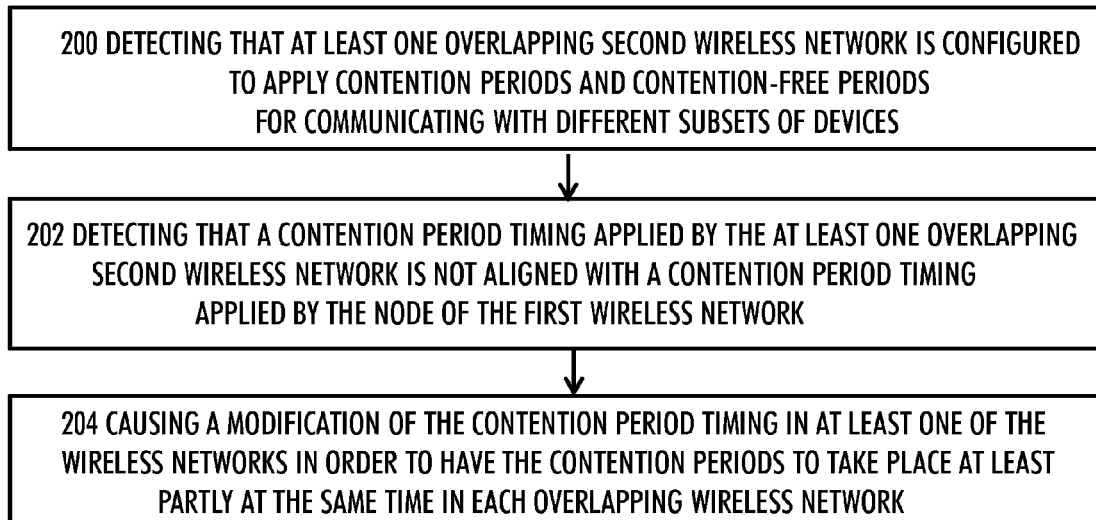 200 DETECTING THAT AT LEAST ONE OVERLAPPING SECOND WIRELESS NETWORK IS CONFIGURED
TO APPLY CONTENTION PERIODS AND CONTENTION-FREE PERIODS
FOR COMMUNICATING WITH DIFFERENT SUBSETS OF DEVICES
202 DETECTING THAT A CONTENTION PERIOD TIMING APPLIED BY THE AT LEAST ONE OVERLAPPING
SECOND WIRELESS NETWORK IS NOT ALIGNED WITH A CONTENTION PERIOD TIMING
APPLIED BY THE NODE OF THE FIRST WIRELESS NETWORK
204 CAUSING A MODIFICATION OF THE CONTENTION PERIOD TIMING IN AT LEAST ONE OF THE
WIRELESS NETWORKS IN ORDER TO HAVE THE CONTENTION PERIODS TO TAKE PLACE AT LEAST
PARTLY AT THE SAME TIME IN EACH OVERLAPPING WIRELESS NETWORK